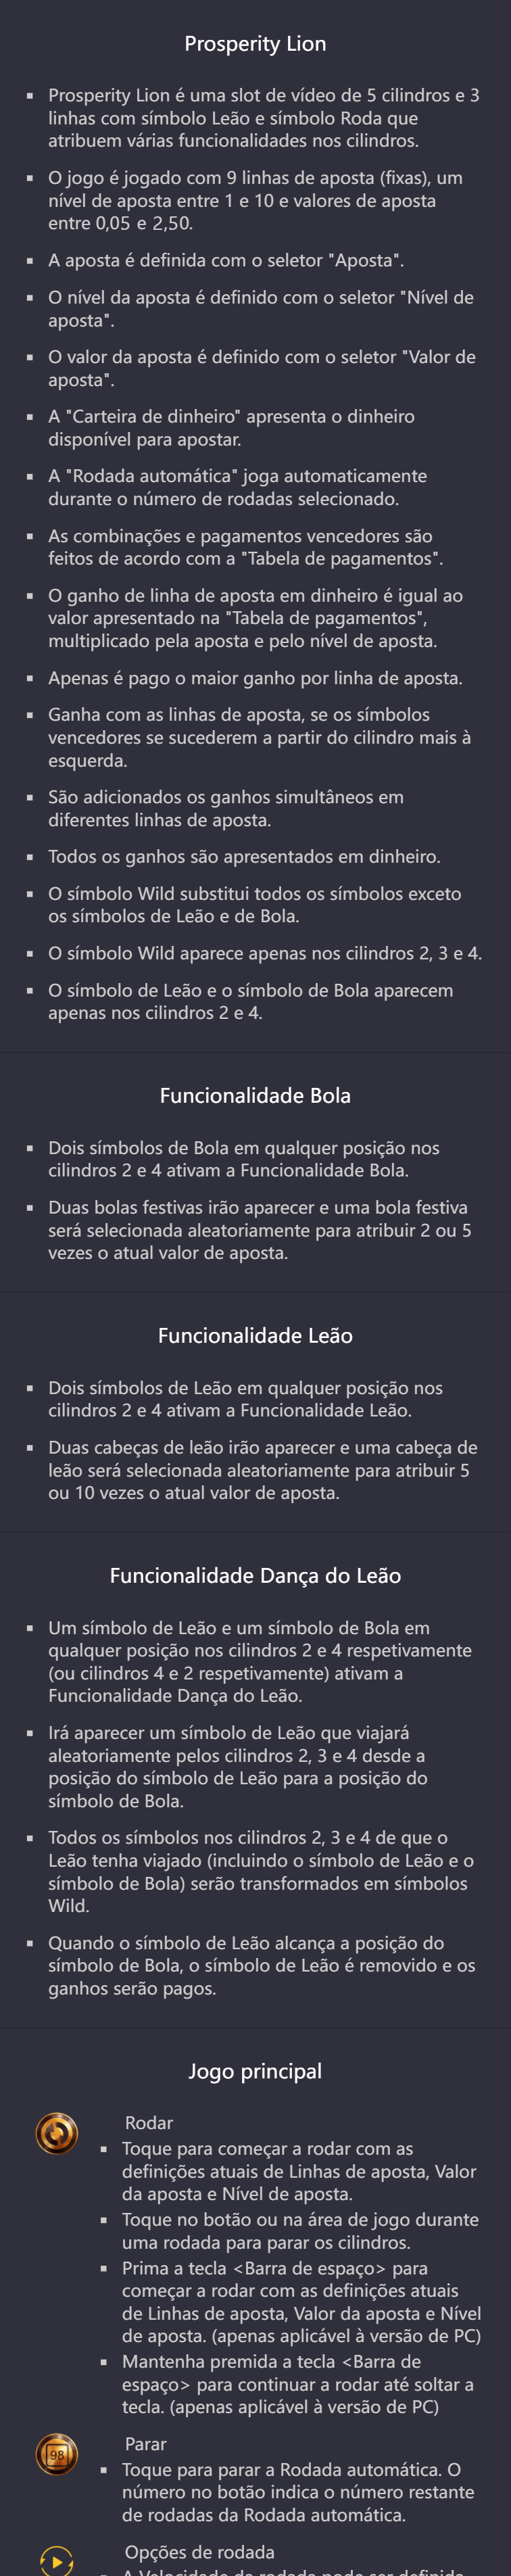 Prosperity Lion
▪ Prosperity Lion é uma slot de vídeo de 5 cilindros e 3
linhas com símbolo Leão e símbolo Roda que
atribuem várias funcionalidades nos cilindros.
▪ O jogo é jogado com 9 linhas de aposta (fixas), um
nível de aposta entre 1 e 10 e valores de aposta
entre 0,05 e 2,50.
▪ A aposta é definida com o seletor "Aposta".
▪ O nível da aposta é definido com o seletor "Nível de
aposta".
▪ O valor da aposta é definido com o seletor "Valor de
aposta".
▪ A "Carteira de dinheiro" apresenta o dinheiro
disponível para apostar.
▪ A "Rodada automática" joga automaticamente
durante o número de rodadas selecionado.
▪ As combinações e pagamentos vencedores são
feitos de acordo com a "Tabela de pagamentos".
▪ O ganho de linha de aposta em dinheiro é igual ao
valor apresentado na "Tabela de pagamentos",
multiplicado pela aposta e pelo nível de aposta.
▪ Apenas é pago o maior ganho por linha de aposta.
▪ Ganha com as linhas de aposta, se os símbolos
vencedores se sucederem a partir do cilindro mais à
esquerda.
▪ São adicionados os ganhos simultâneos em
diferentes linhas de aposta.
▪ Todos os ganhos são apresentados em dinheiro.
▪ O símbolo Wild substitui todos os símbolos exceto
os símbolos de Leão e de Bola.
▪ O símbolo Wild aparece apenas nos cilindros 2, 3 e 4.
▪ O símbolo de Leão e o símbolo de Bola aparecem
apenas nos cilindros 2 e 4.
Funcionalidade Bola
▪ Dois símbolos de Bola em qualquer posição nos
cilindros 2 e 4 ativam a Funcionalidade Bola.
▪ Duas bolas festivas irão aparecer e uma bola festiva
será selecionada aleatoriamente para atribuir 2 ou 5
vezes o atual valor de aposta.
Funcionalidade Leão
▪ Dois símbolos de Leão em qualquer posição nos
cilindros 2 e 4 ativam a Funcionalidade Leão.
▪ Duas cabeças de leão irão aparecer e uma cabeça de
leão será selecionada aleatoriamente para atribuir 5
ou 10 vezes o atual valor de aposta.
Funcionalidade Dança do Leão
▪ Um símbolo de Leão e um símbolo de Bola em
qualquer posição nos cilindros 2 e 4 respetivamente
(ou cilindros 4 e 2 respetivamente) ativam a
Funcionalidade Dança do Leão.
▪ Irá aparecer um símbolo de Leão que viajará
aleatoriamente pelos cilindros 2, 3 e 4 desde a
posição do símbolo de Leão para a posição do
símbolo de Bola.
▪ Todos os símbolos nos cilindros 2, 3 e 4 de que o
Leão tenha viajado (incluindo o símbolo de Leão e o
símbolo de Bola) serão transformados em símbolos
Wild.
▪ Quando o símbolo de Leão alcança a posição do
símbolo de Bola, o símbolo de Leão é removido e os
ganhos serão pagos.
Jogo principal
Rodar
▪ Toque para começar a rodar com as
definições atuais de Linhas de aposta, Valor
da aposta e Nível de aposta.
▪ Toque no botão ou na área de jogo durante
uma rodada para parar os cilindros.
▪ Prima a tecla <Barra de espaço> para
começar a rodar com as definições atuais
de Linhas de aposta, Valor da aposta e Nível
de aposta. (apenas aplicável à versão de PC)
▪ Mantenha premida a tecla <Barra de
espaço> para continuar a rodar até soltar a
tecla. (apenas aplicável à versão de PC)
98
Parar
▪ Toque para parar a Rodada automática. O
número no botão indica o número restante
de rodadas da Rodada automática.
Opções de rodada
▪ A Velocidade da rodada pode ser definida